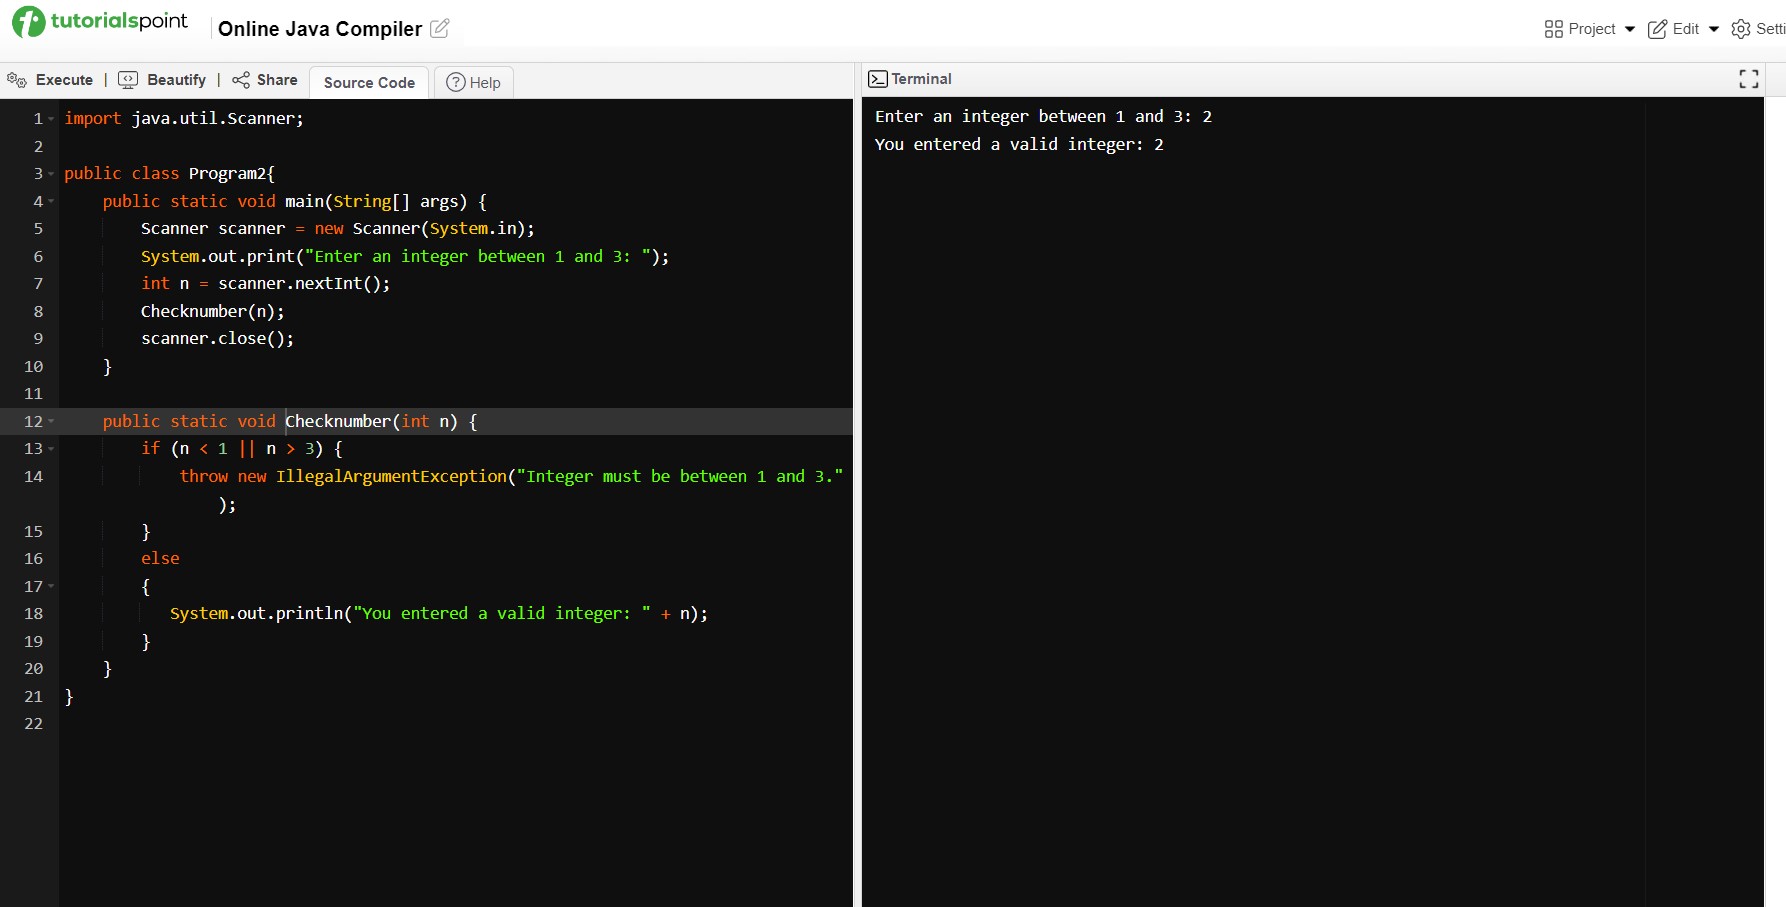 tutorialspoint
Online Java Compiler
Project
Edit
Setti
Execute | Beautify | Share
Source Code
Help
Terminal
1 import java.util.Scanner;
2
3 public class Program2{
4     public static void main(String[] args) {
5         Scanner scanner = new Scanner(System.in);
6         System.out.print("Enter an integer between 1 and 3: ");
7         int n = scanner.nextInt();
8         Checknumber(n);
9         scanner.close();
10     }
11
12     public static void Checknumber(int n) {
13         if (n < 1 || n > 3) {
14             throw new IllegalArgumentException("Integer must be between 1 and 3."
                );
15         }
16         else
17         {
18            System.out.println("You entered a valid integer: " + n);
19         }
20     }
21 }
22
Enter an integer between 1 and 3: 2
You entered a valid integer: 2